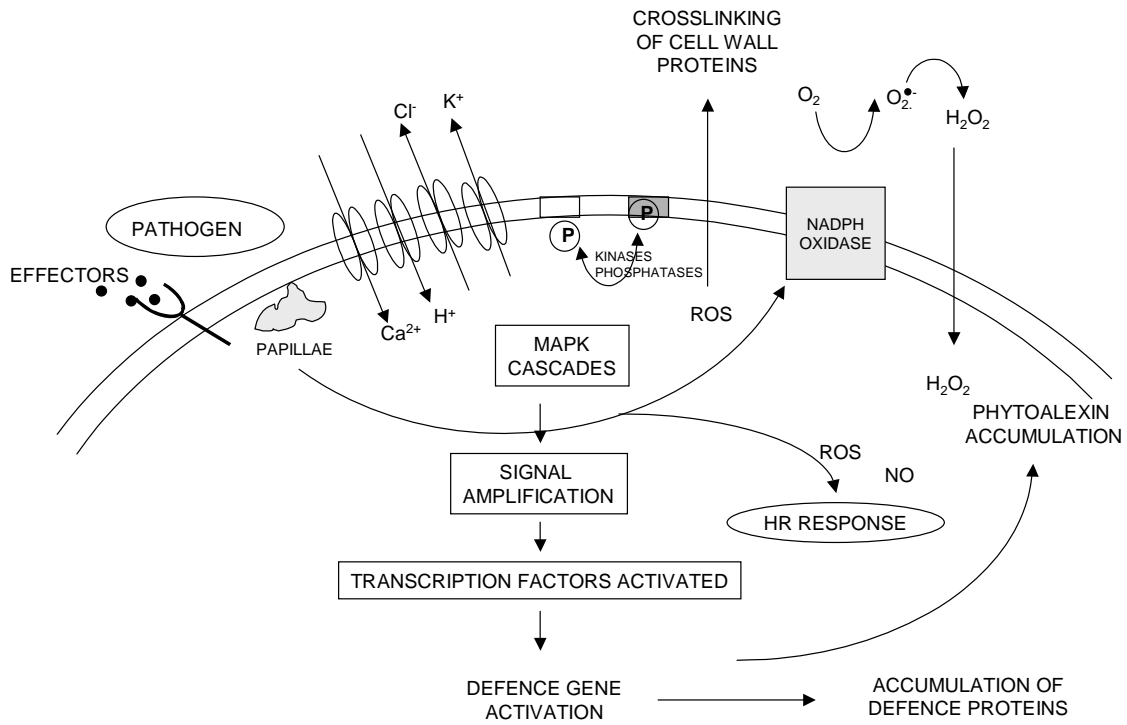 CROSSLINKING
OF CELL WALL
PROTEINS
O₂
O₂.●-
H₂O₂
Cl⁻
K⁺
PATHOGEN
EFFECTORS
P
P
KINASES
PHOSPHATASES
NADPH
OXIDASE
Ca²⁺
H⁺
PAPILLAE
ROS
MAPK
CASCADES
H₂O₂
PHYTOALEXIN
ACCUMULATION
SIGNAL
AMPLIFICATION
ROS
NO
HR RESPONSE
TRANSCRIPTION FACTORS ACTIVATED
DEFENCE GENE
ACTIVATION
ACCUMULATION OF
DEFENCE PROTEINS